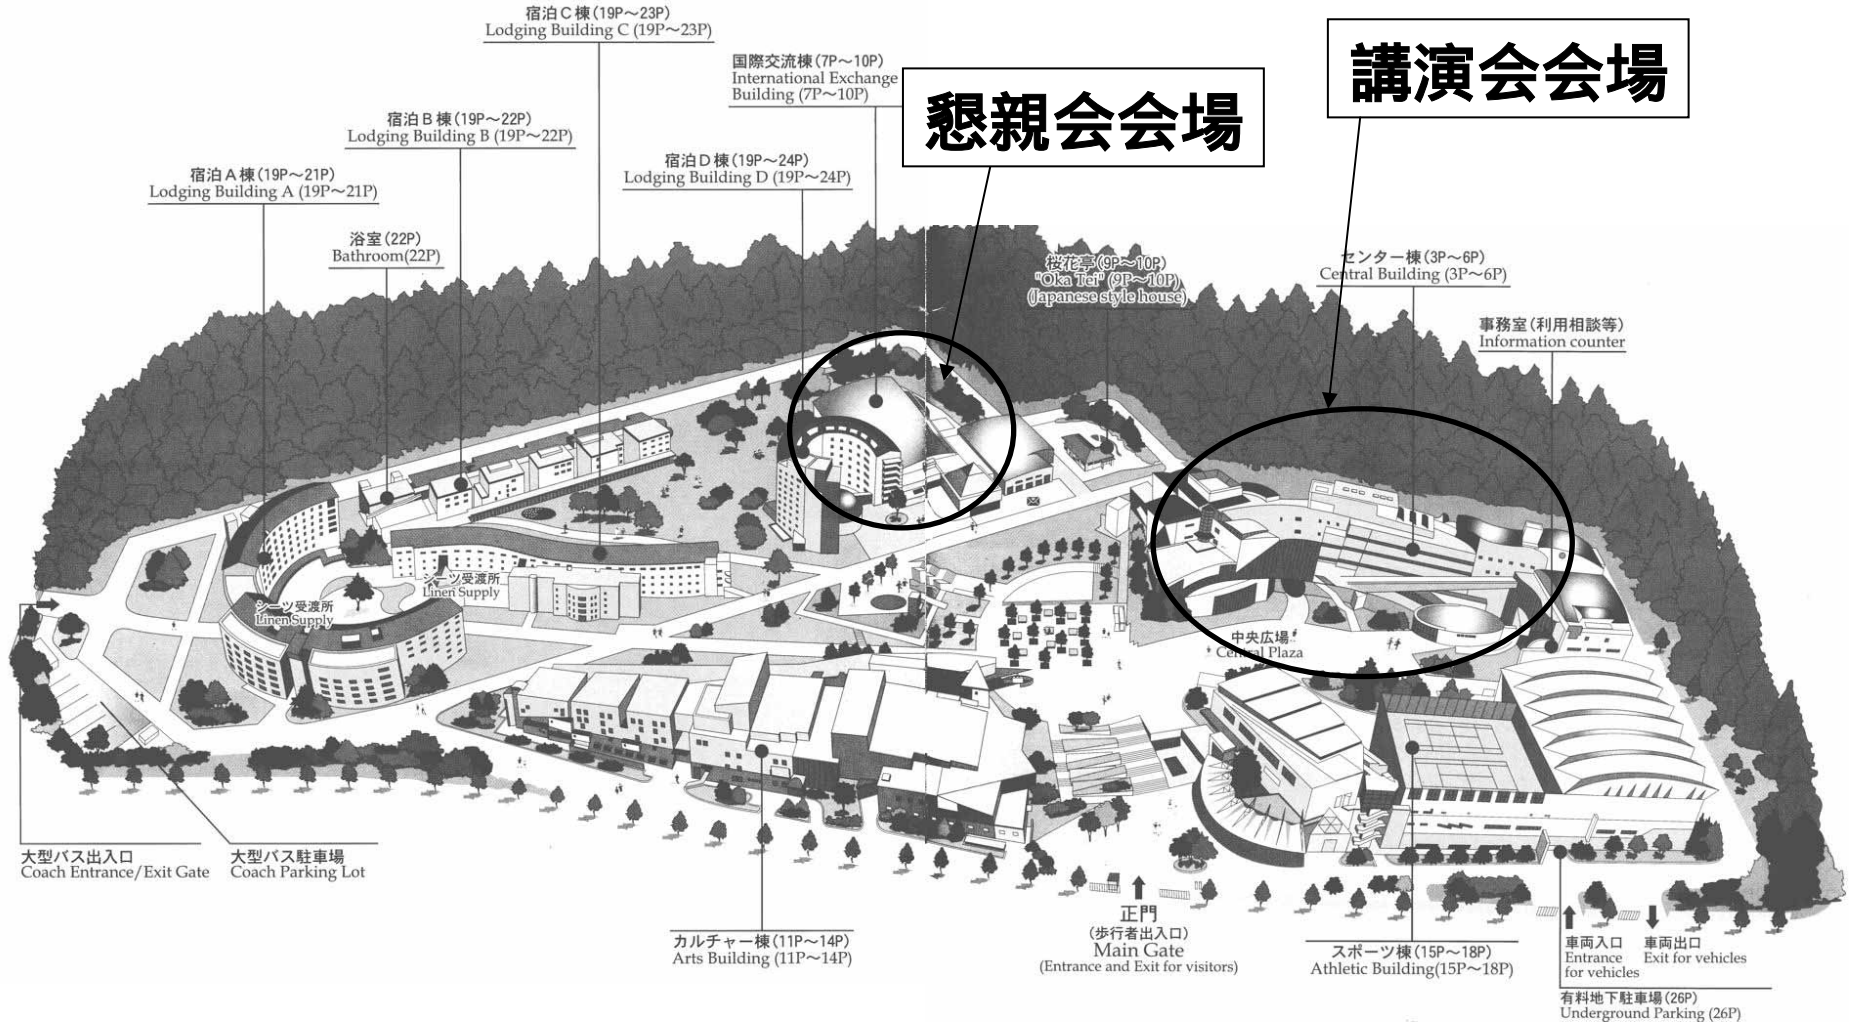 宿泊C棟(19P～23P)
Lodging Building C (19P～23P)
国際交流棟(7P～10P)
International Exchange
Building (7P～10P)
懇親会会場
講演会会場
宿泊B棟(19P～22P)
Lodging Building B (19P～22P)
宿泊D棟(19P～24P)
Lodging Building D (19P～24P)
宿泊A棟(19P～21P)
Lodging Building A (19P～21P)
浴室(22P)
Bathroom(22P)
桜花亭(9P～10P)
"Oka Tei" (9P～10P)
(Japanese style house)
センター棟(3P～6P)
Central Building (3P～6P)
事務室(利用相談等)
Information counter
シーツ受渡所
Linen Supply
シーツ受渡所
Linen Supply
中央広場
Central Plaza
大型バス出入口
Coach Entrance/Exit Gate
大型バス駐車場
Coach Parking Lot
カルチャー棟(11P～14P)
Arts Building (11P～14P)
正門
(歩行者出入口)
Main Gate
(Entrance and Exit for visitors)
スポーツ棟(15P～18P)
Athletic Building(15P～18P)
車両入口
Entrance
for vehicles
車両出口
Exit for vehicles
有料地下駐車場(26P)
Underground Parking (26P)